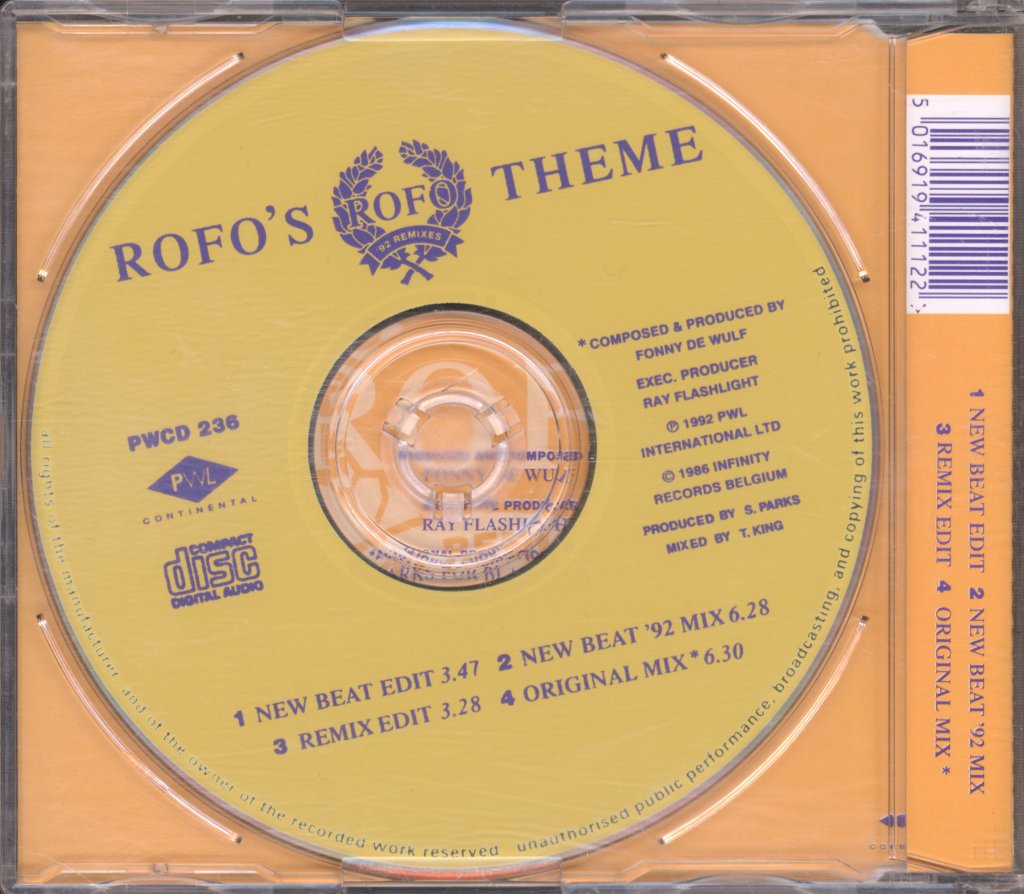 ROFO'S THEME
ROFO
'92 REMIXES
* COMPOSED & PRODUCED BY
FONNY DE WULF
EXEC. PRODUCER
RAY FLASHLIGHT
℗ 1992 PWL
INTERNATIONAL LTD
© 1986 INFINITY
RECORDS BELGIUM
PRODUCED BY S. PARKS
MIXED BY T. KING
PWCD 236
PWL
CONTINENTAL
COMPACT
disc
DIGITAL AUDIO
FONNY DE WULF
RAY FLASHLIGHT
1 NEW BEAT EDIT 3.47 2 NEW BEAT '92 MIX 6.28
3 REMIX EDIT 3.28 4 ORIGINAL MIX * 6.30
all rights of the manufacturer and of the owner of the recorded work reserved unauthorised public performance, broadcasting, and copying of this work prohibited
5 016919 411122 >
1 NEW BEAT EDIT 2 NEW BEAT '92 MIX
3 REMIX EDIT 4 ORIGINAL MIX *